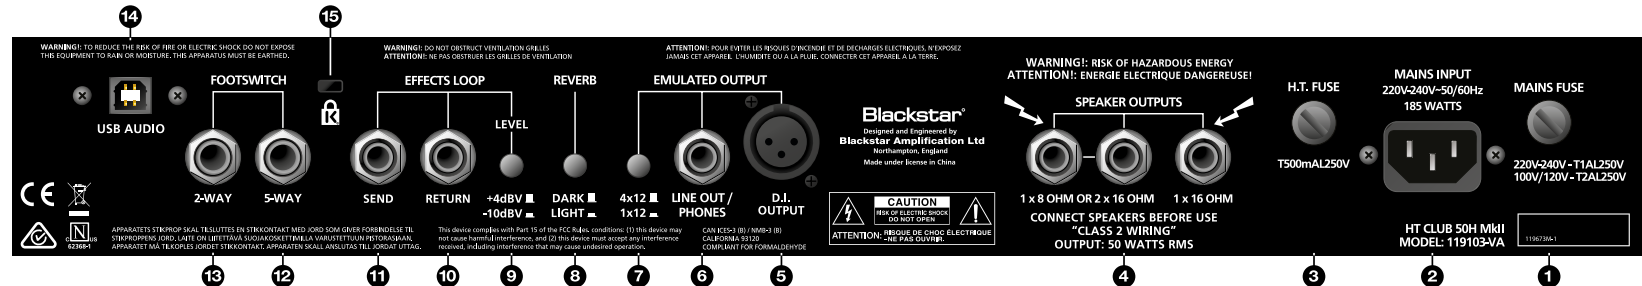 14
15
WARNING!: TO REDUCE THE RISK OF FIRE OR ELECTRIC SHOCK DO NOT EXPOSE
THIS EQUIPMENT TO RAIN OR MOISTURE. THIS APPARATUS MUST BE EARTHED.
WARNING!: DO NOT OBSTRUCT VENTILATION GRILLES
ATTENTION!: NE PAS OBSTRUER LES GRILLES DE VENTILATION
ATTENTION!: POUR EVITER LES RISQUES D'INCENDIE ET DE DECHARGES ELECTRIQUES, N'EXPOSEZ
JAMAIS CET APPAREIL L'HUMIDITE OU A LA PLUIE. CONNECTER CET APPAREIL A LA TERRE.
USB AUDIO
FOOTSWITCH
2-WAY
5-WAY
K
EFFECTS LOOP
SEND
RETURN
LEVEL
+4dBV
-10dBV
REVERB
DARK
LIGHT
EMULATED OUTPUT
4x12
1x12
LINE OUT /
PHONES
D.I.
OUTPUT
Blackstar®
Designed and Engineered by
Blackstar Amplification Ltd
Northampton, England
Made under license in China
CAUTION
RISK OF ELECTRIC SHOCK
DO NOT OPEN
ATTENTION: RISQUE DE CHOC ÉLECTRIQUE
-NE PAS OUVRIR.
WARNING!: RISK OF HAZARDOUS ENERGY
ATTENTION!: ENERGIE ELECTRIQUE DANGEREUSE!
SPEAKER OUTPUTS
1 x 8 OHM OR 2 x 16 OHM
1 x 16 OHM
CONNECT SPEAKERS BEFORE USE
"CLASS 2 WIRING"
OUTPUT: 50 WATTS RMS
H.T. FUSE
T500mAL250V
MAINS INPUT
220V-240V~50/60Hz
185 WATTS
MAINS FUSE
220V-240V - T1AL250V
100V/120V - T2AL250V
HT CLUB 50H MkII
MODEL: 119103-VA
119673M-1
CE
c N US
62368-1
APPARATETS STIKPROP SKAL TILSLUTTES EN STIKKONTAKT MED JORD SOM GIVER FORBINDELSE TIL
STIKPROPPENS JORD. LAITE ON LIITETTÄVÄ SUOJAKOSKETTIMILLA VARUSTETTUUN PISTORASIAAN.
APPARATET MÅ TILKOPLES JORDET STIKKONTAKT. APPARATEN SKALL ANSLUTAS TILL JORDAT UTTAG.
This device complies with Part 15 of the FCC Rules. conditions: (1) this device may
not cause harmful interference, and (2) this device must accept any interference
received, including interference that may cause undesired operation.
CAN ICES-3 (B) / NMB-3 (B)
CALIFORNIA 93120
COMPLIANT FOR FORMALDEHYDE
13
12
11
10
9
8
7
6
5
4
3
2
1